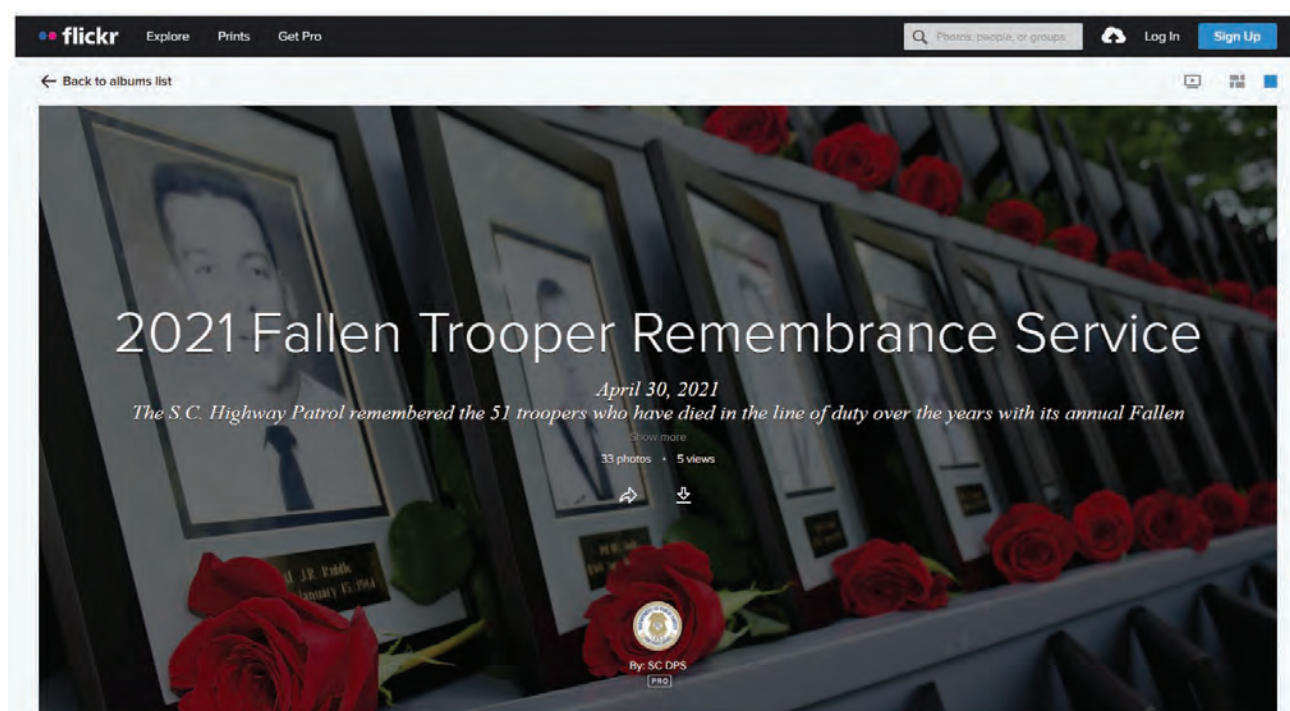 flickr Explore Prints Get Pro Photos, people, or groups Log In Sign Up
Back to albums list
2021 Fallen Trooper Remembrance Service
April 30, 2021
The S.C. Highway Patrol remembered the 51 troopers who have died in the line of duty over the years with its annual Fallen
Show more
33 photos • 5 views
J.R. Riddle
January 15,
By: SC DPS
PRO